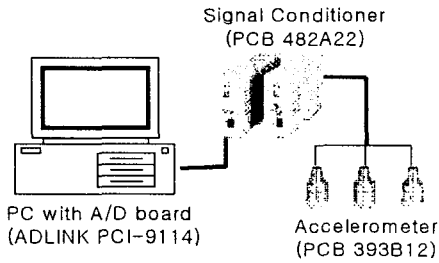 Signal Conditioner
(PCB 482A22)
PC with A/D board
(ADLINK PCI-9114)
Accelerometer
(PCB 393B12)